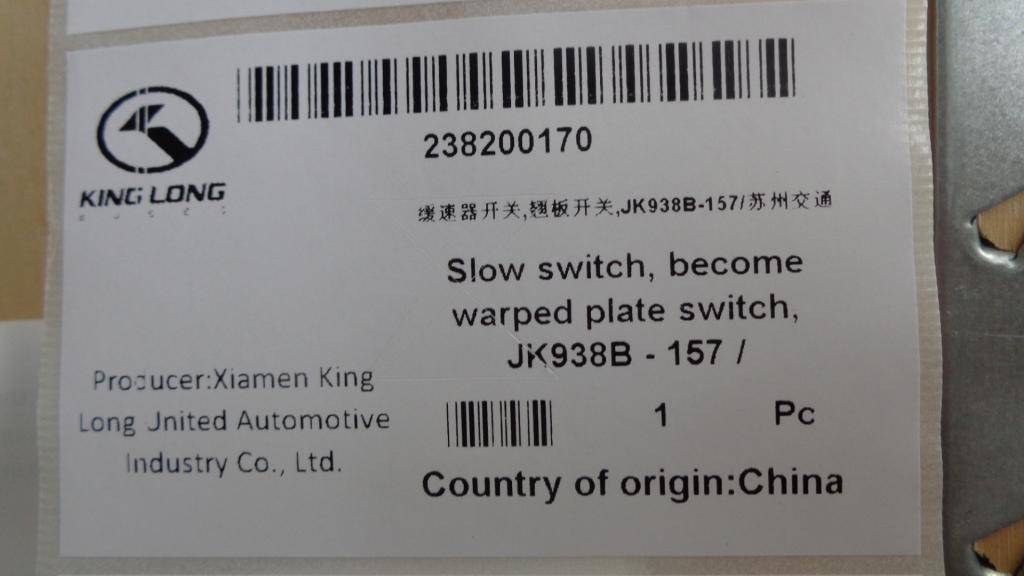 KING LONG
238200170
缓速器开关,翘板开关,JK938B-157/苏州交通
Slow switch, become
warped plate switch,
JK938B - 157 /
Producer:Xiamen King
Long United Automotive
Industry Co., Ltd.
1 Pc
Country of origin:China